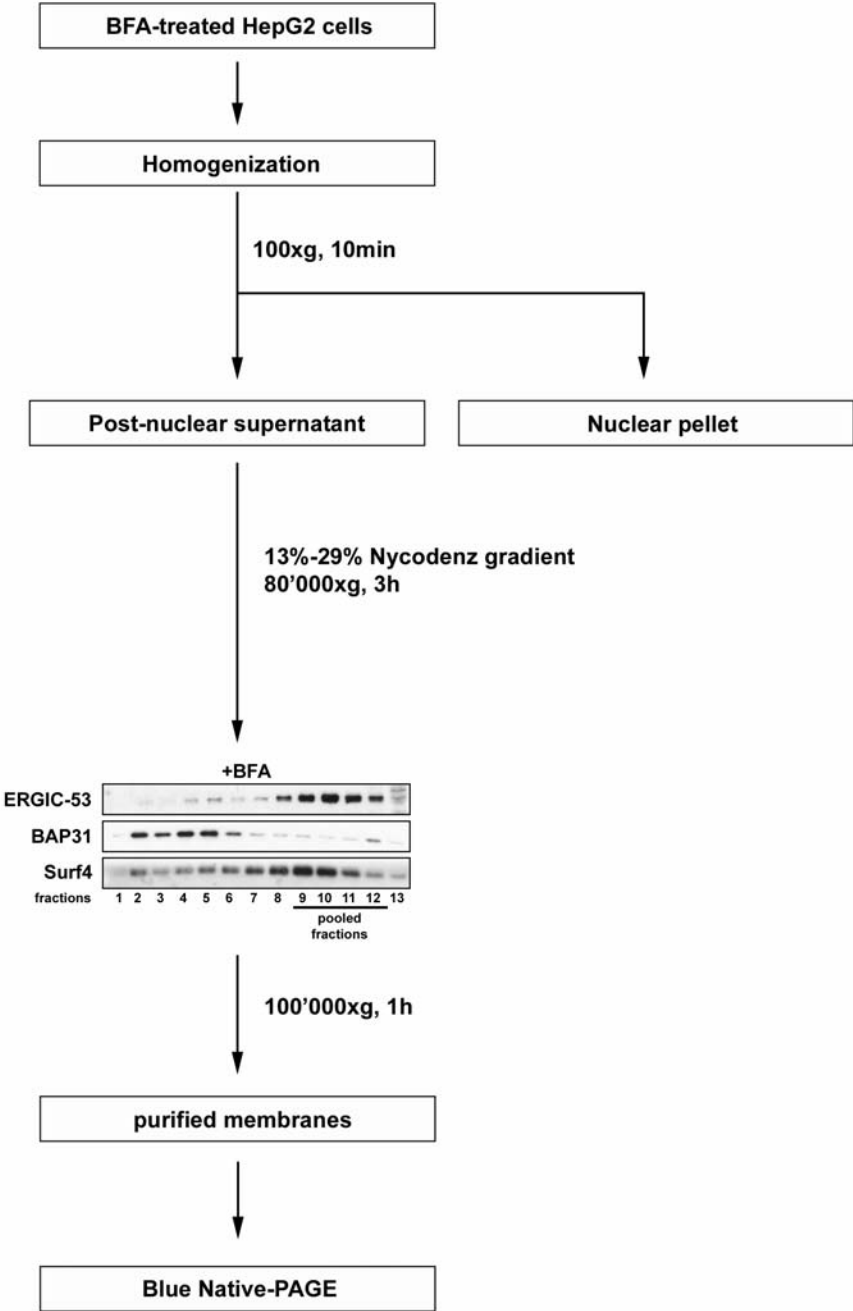 BFA-treated HepG2 cells
Homogenization
100xg, 10min
Post-nuclear supernatant
Nuclear pellet
13%-29% Nycodenz gradient
80’000xg, 3h
+BFA
ERGIC-53
BAP31
Surf4
fractions 1 2 3 4 5 6 7 8 9 10 11 12 13
pooled
fractions
100’000xg, 1h
purified membranes
Blue Native-PAGE